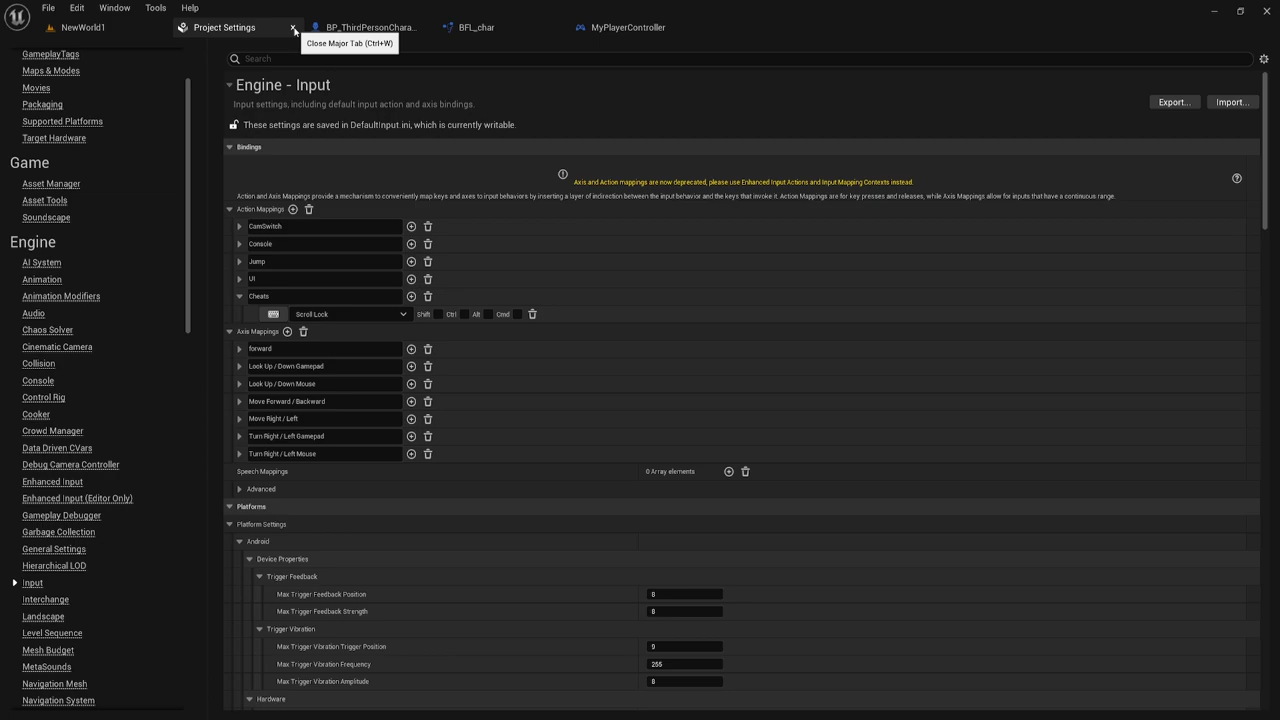 File Edit Window Tools Help
NewWorld1 Project Settings BP_ThirdPersonChara... BFL_char MyPlayerController
Close Major Tab (Ctrl+W)
GameplayTags
Maps & Modes
Movies
Packaging
Supported Platforms
Target Hardware
Game
Asset Manager
Asset Tools
Soundscape
Engine
AI System
Animation
Animation Modifiers
Audio
Chaos Solver
Cinematic Camera
Collision
Console
Control Rig
Cooker
Crowd Manager
Data Driven CVars
Debug Camera Controller
Enhanced Input
Enhanced Input (Editor Only)
Gameplay Debugger
Garbage Collection
General Settings
Hierarchical LOD
Input
Interchange
Landscape
Level Sequence
Mesh Budget
MetaSounds
Navigation Mesh
Navigation System
Search
Engine - Input
Input settings, including default input action and axis bindings.
Export... Import...
These settings are saved in DefaultInput.ini, which is currently writable.
Bindings
Axis and Action mappings are now deprecated, please use Enhanced Input Actions and Input Mapping Contexts instead.
Action and Axis Mappings provide a mechanism to conveniently map keys and axes to input behaviors by inserting a layer of indirection between the input behavior and the keys that invoke it. Action Mappings are for key presses and releases, while Axis Mappings allow for inputs that have a continuous range.
Action Mappings
CamSwitch
Console
Jump
UI
Cheats
Scroll Lock Shift Ctrl Alt Cmd
Axis Mappings
forward
Look Up / Down Gamepad
Look Up / Down Mouse
Move Forward / Backward
Move Right / Left
Turn Right / Left Gamepad
Turn Right / Left Mouse
Speech Mappings 0 Array elements
Advanced
Platforms
Platform Settings
Android
Device Properties
Trigger Feedback
Max Trigger Feedback Position 8
Max Trigger Feedback Strength 8
Trigger Vibration
Max Trigger Vibration Trigger Position 9
Max Trigger Vibration Frequency 255
Max Trigger Vibration Amplitude 8
Hardware